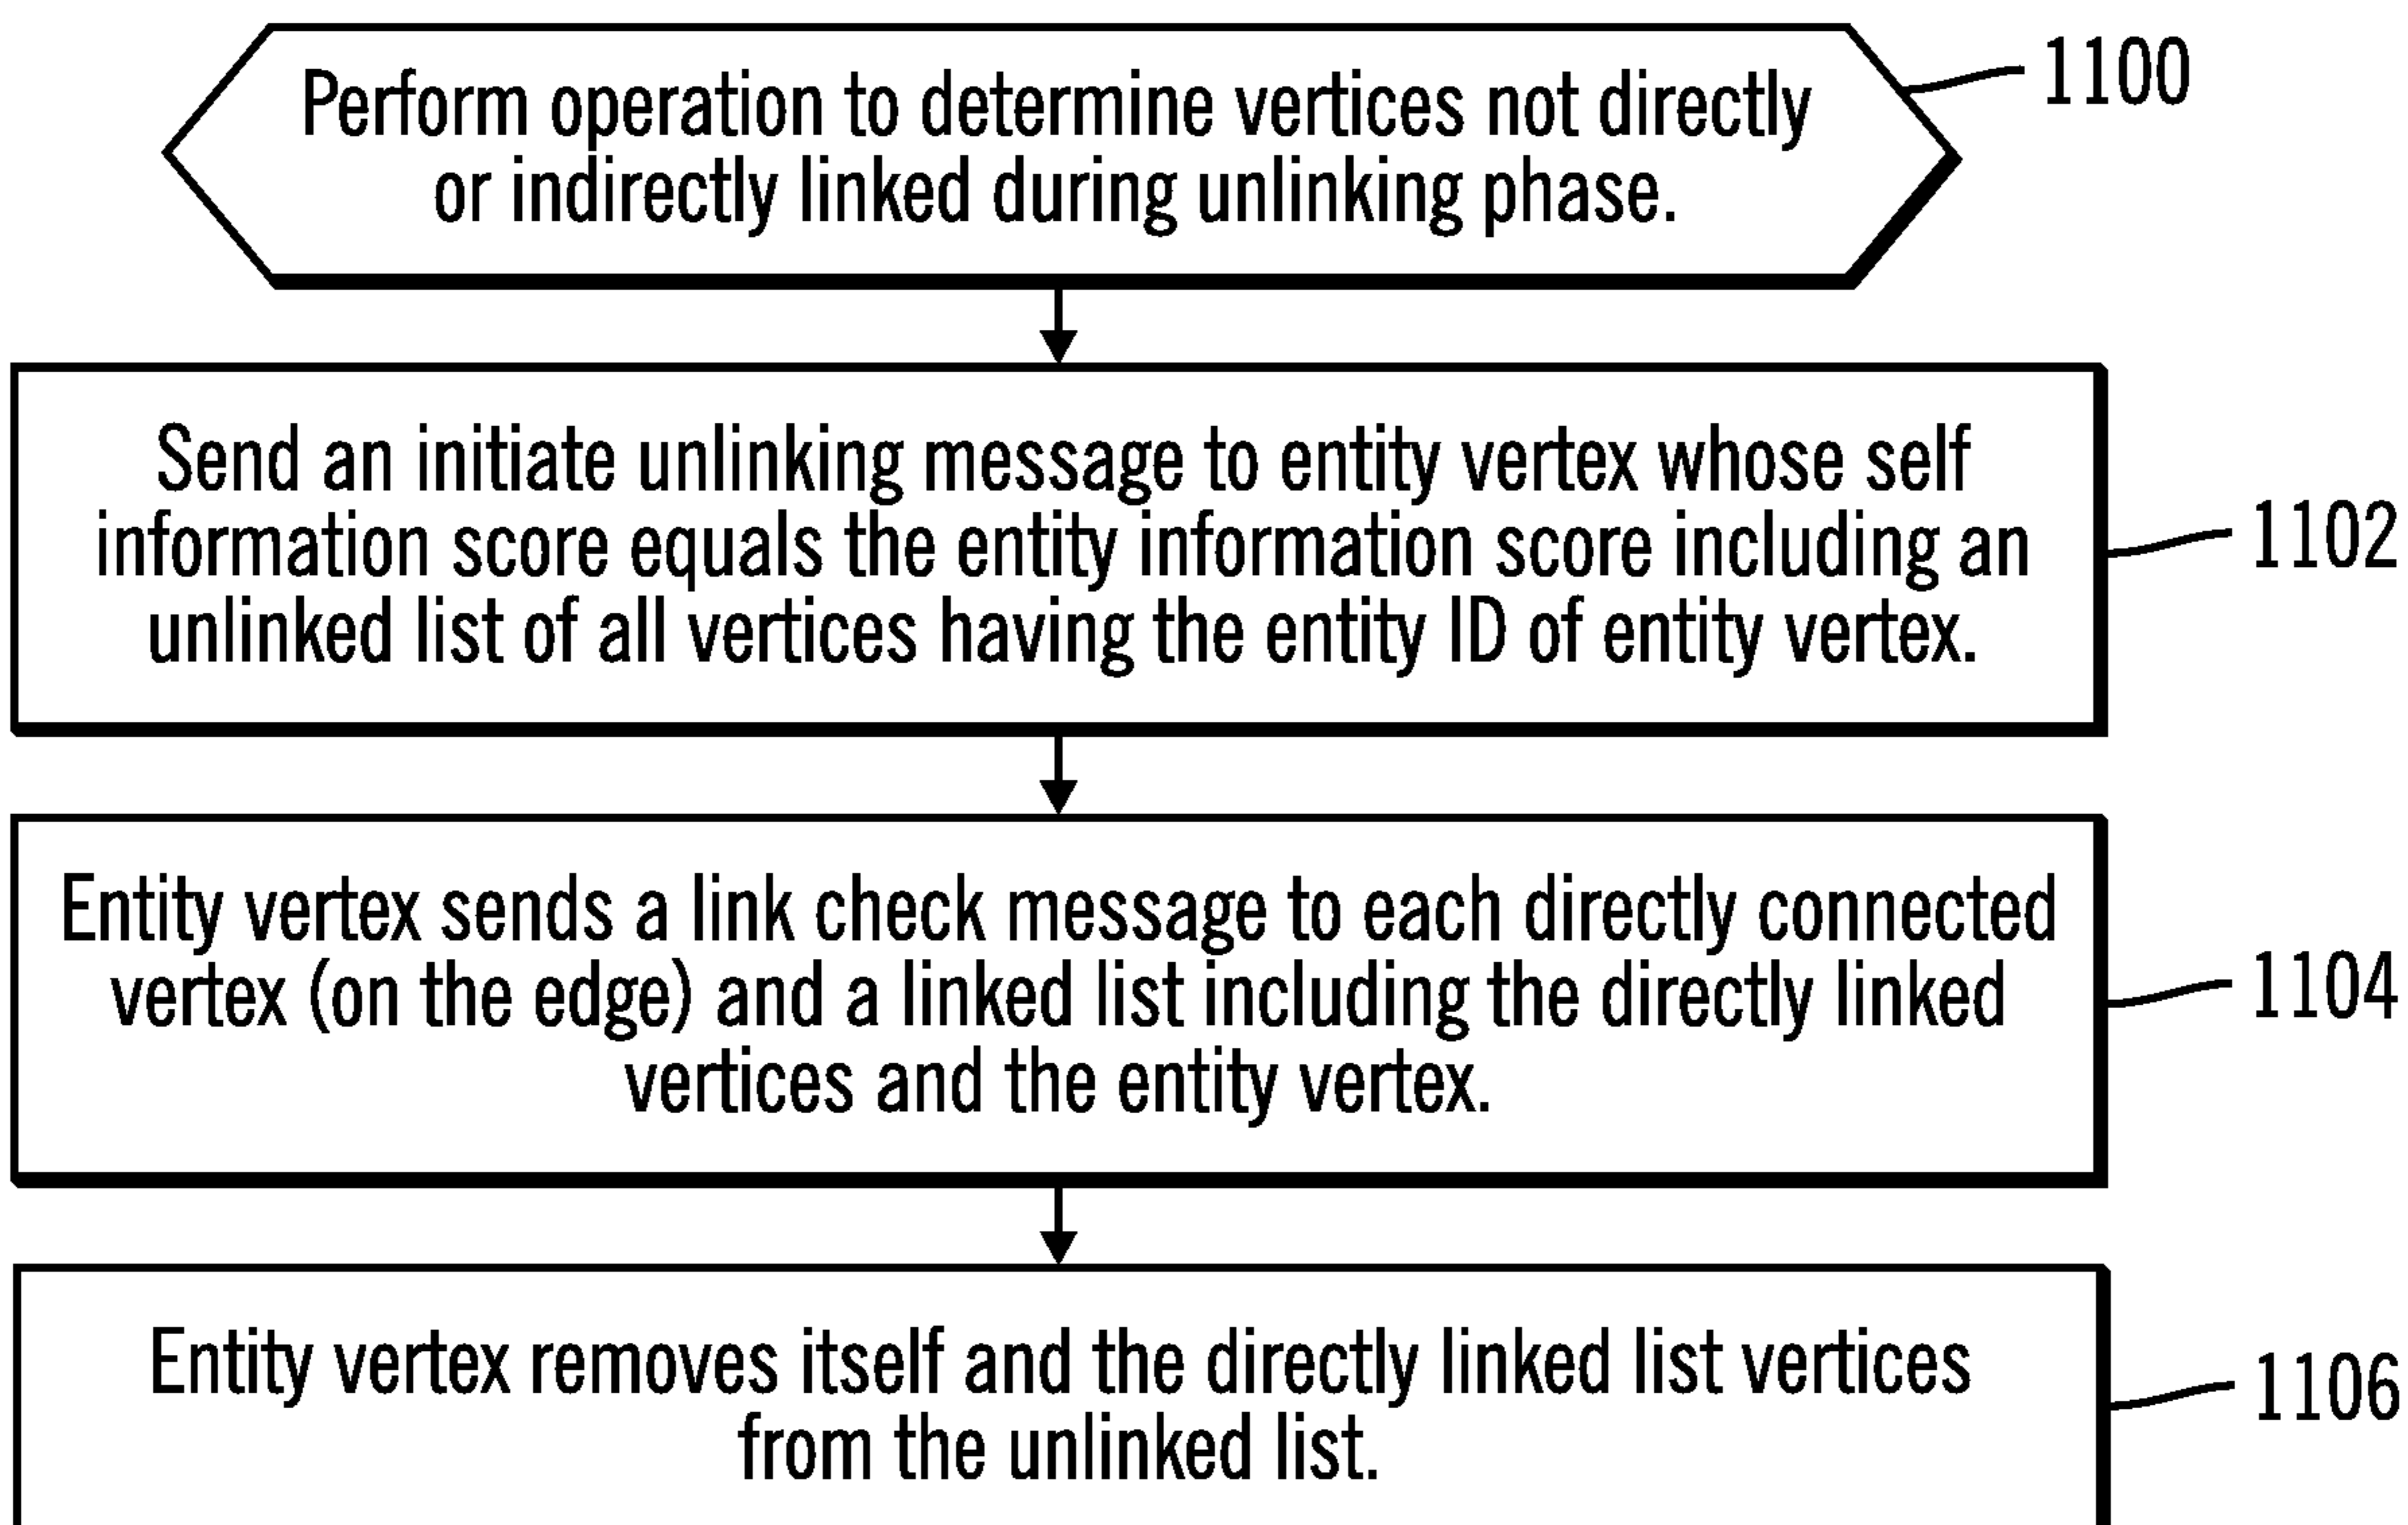 Perform operation to determine vertices not directly
or indirectly linked during unlinking phase.
1100
Send an initiate unlinking message to entity vertex whose self
information score equals the entity information score including an
unlinked list of all vertices having the entity ID of entity vertex.
1102
Entity vertex sends a link check message to each directly connected
vertex (on the edge) and a linked list including the directly linked
vertices and the entity vertex.
1104
Entity vertex removes itself and the directly linked list vertices
from the unlinked list.
1106